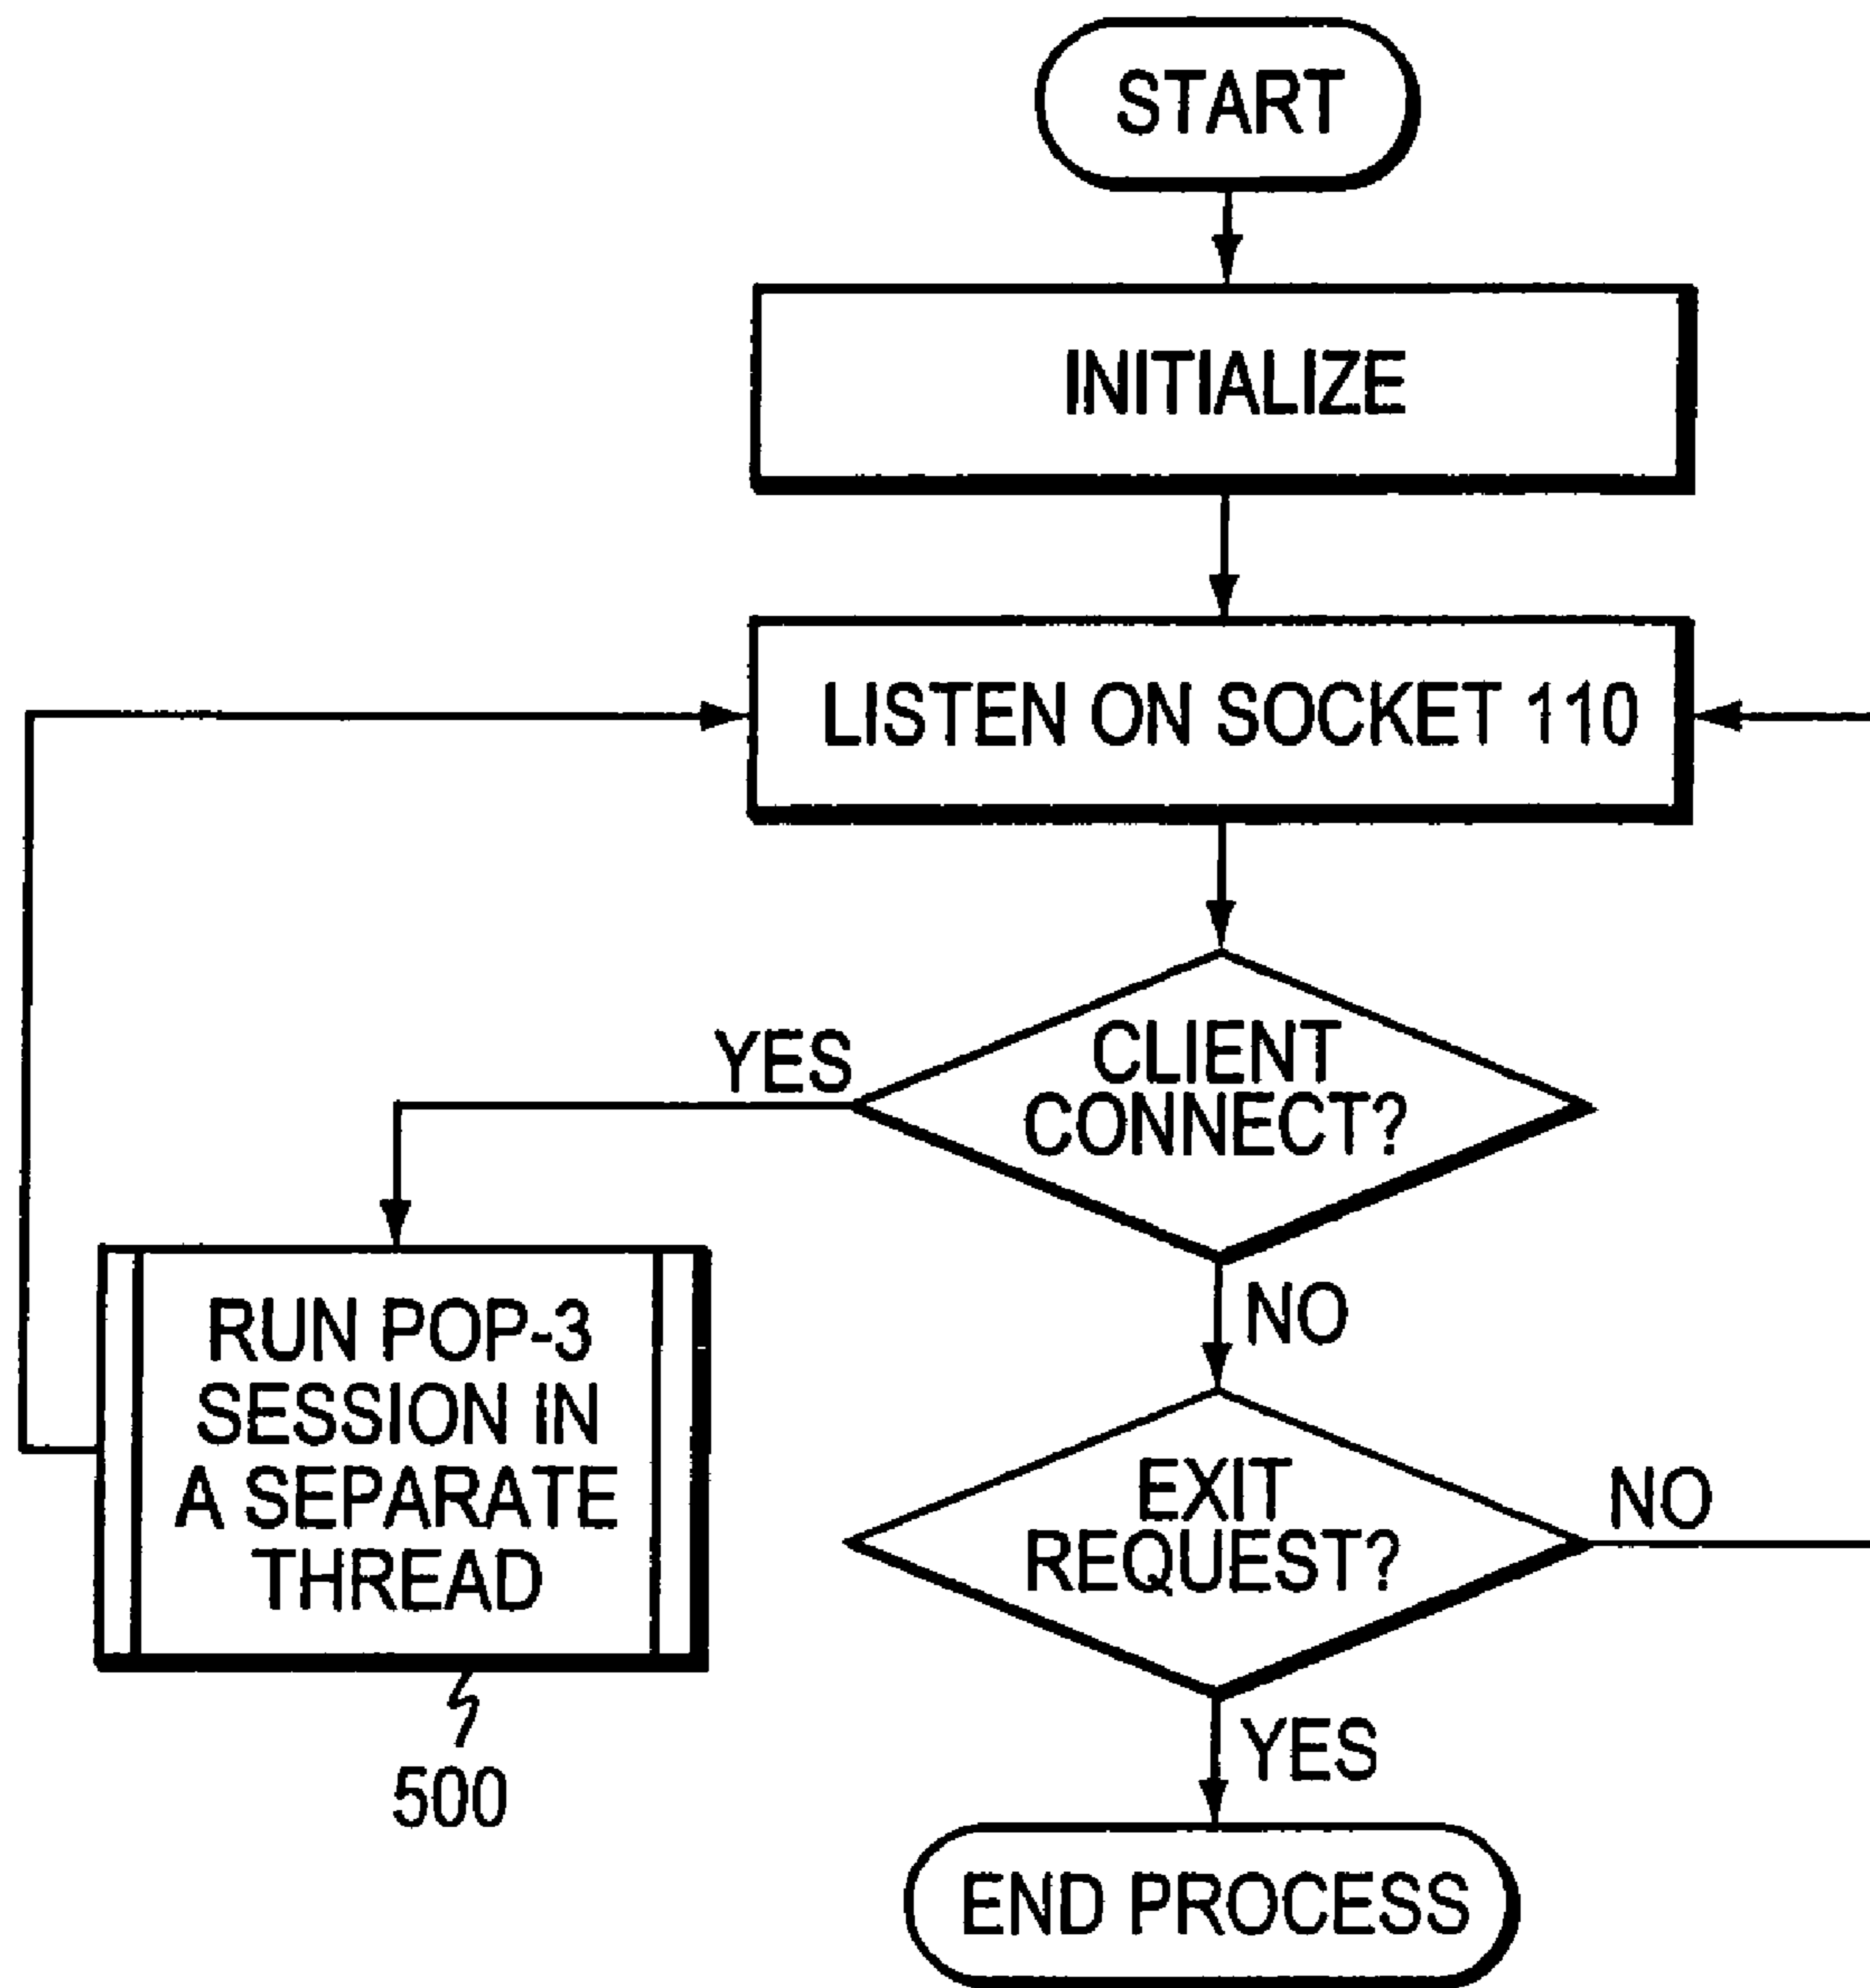 START
INITIALIZE
LISTEN ON SOCKET 110
CLIENT
CONNECT?
YES
NO
RUN POP-3
SESSION IN
A SEPARATE
THREAD
500
EXIT
REQUEST?
NO
YES
END PROCESS